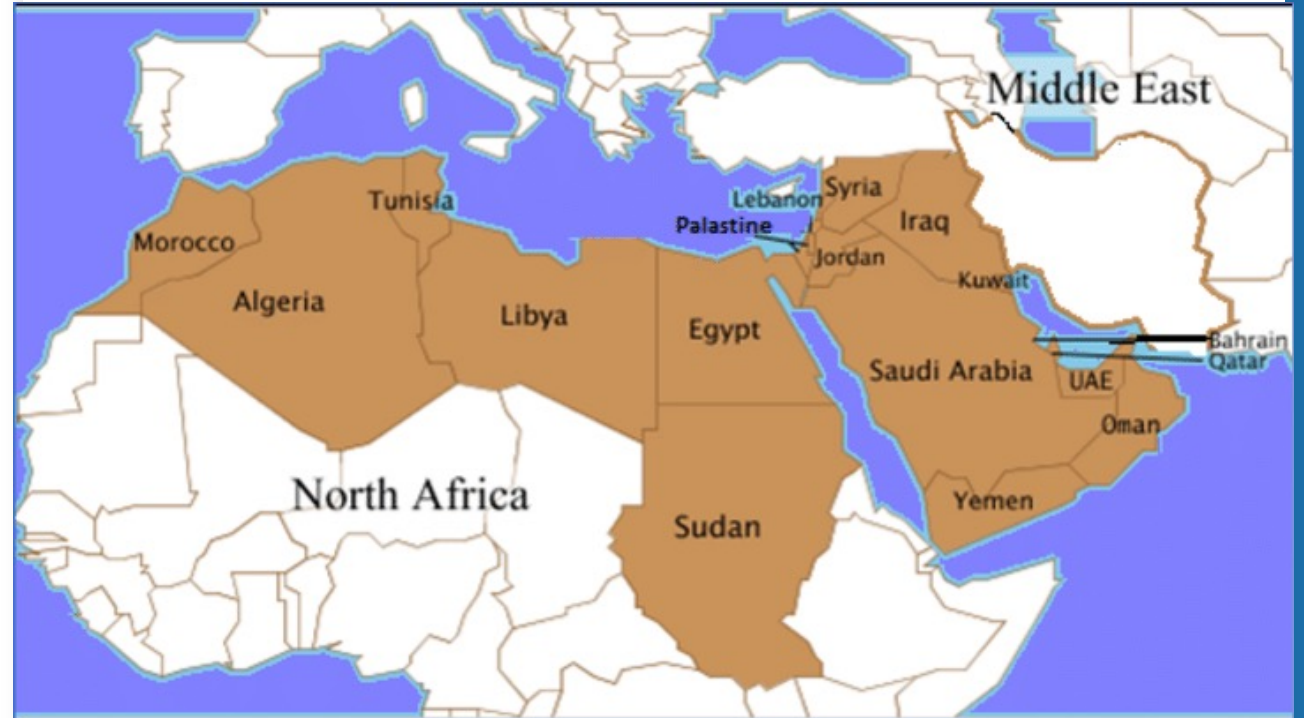 Middle East
Tunisia
Lebanon
Syria
Palastine
Iraq
Morocco
Jordan
Kuwait
Algeria
Libya
Egypt
Bahrain
Qatar
Saudi Arabia
UAE
Oman
North Africa
Yemen
Sudan